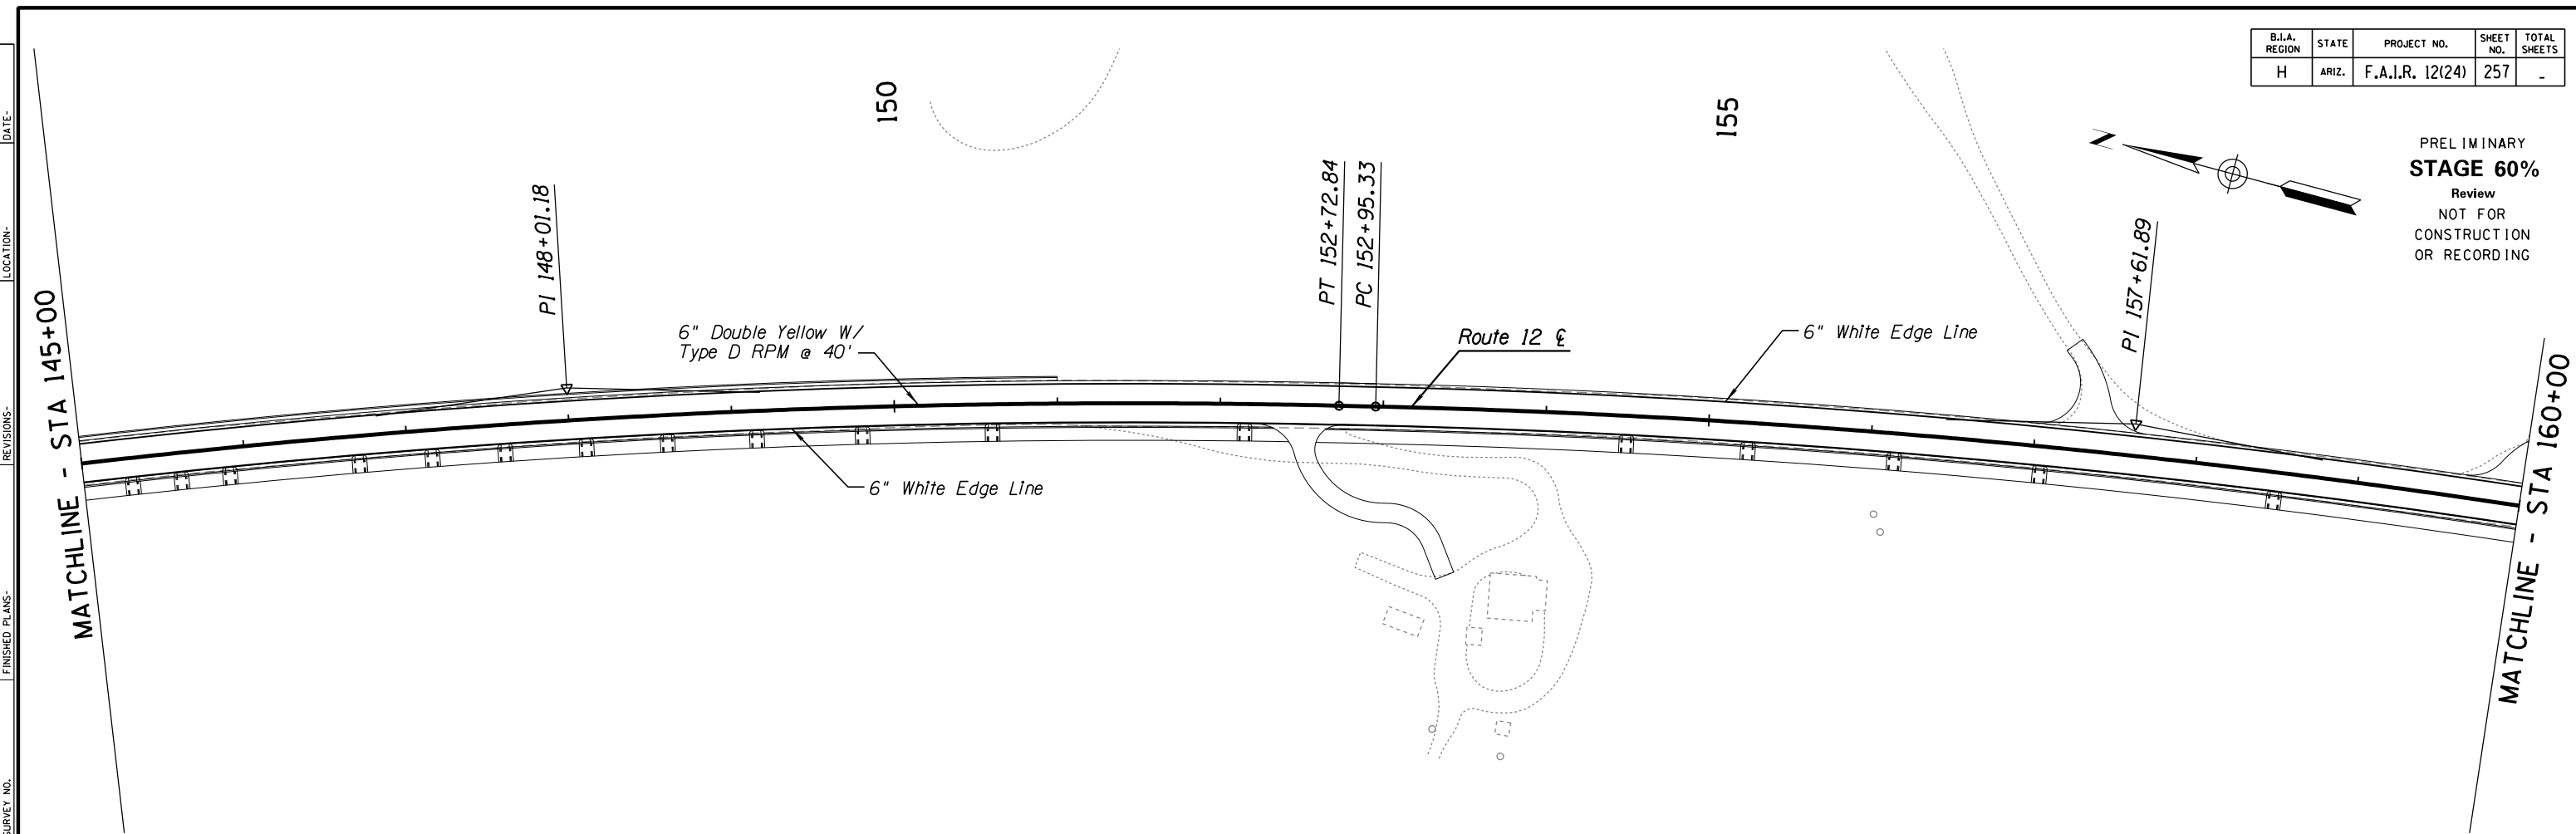 B.I.A. REGION STATE PROJECT NO. SHEET NO. TOTAL SHEETS
H ARIZ. F.A.I.R. 12(24) 257 -
PRELIMINARY
STAGE 60%
Review
NOT FOR
CONSTRUCTION
OR RECORDING
N
150
155
PI 148+01.18
PT 152+72.84
PC 152+95.33
PI 157+61.89
MATCHLINE - STA 145+00
6" Double Yellow W/
Type D RPM @ 40'
Route 12 ℄
6" White Edge Line
6" White Edge Line
MATCHLINE - STA 160+00
DATE-
LOCATION-
REVISIONS-
FINISHED PLANS-
SURVEY NO.